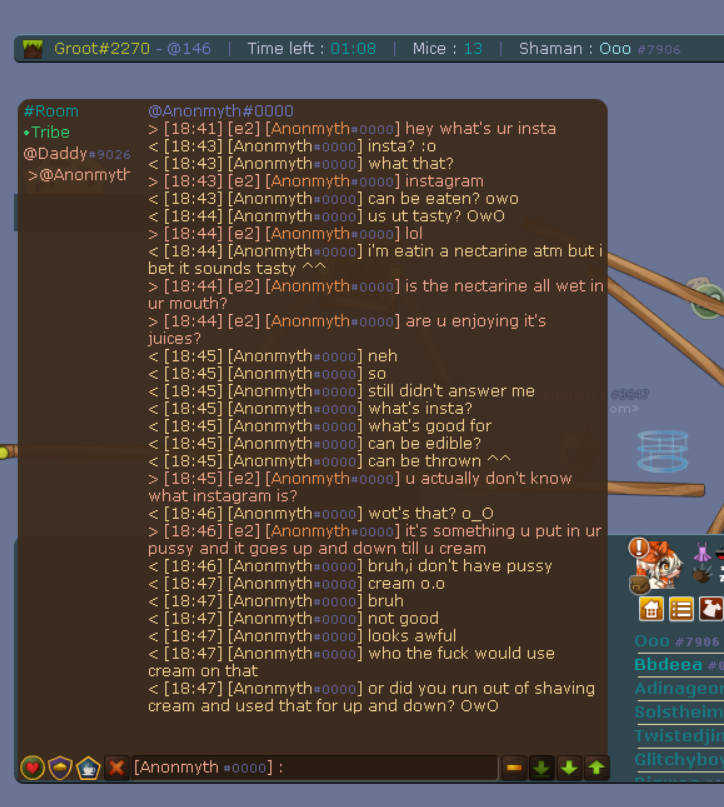 Groot#2270 - @146 | Time left : 01:08 | Mice : 13 | Shaman : Ooo #7906
#Room
•Tribe
@Daddy#9026
>@Anonmyth
@Anonmyth#0000
> [18:41] [e2] [Anonmyth#0000] hey what's ur insta
< [18:43] [Anonmyth#0000] insta? :o
< [18:43] [Anonmyth#0000] what that?
> [18:43] [e2] [Anonmyth#0000] instagram
< [18:43] [Anonmyth#0000] can be eaten? owo
< [18:44] [Anonmyth#0000] us ut tasty? OwO
> [18:44] [e2] [Anonmyth#0000] lol
< [18:44] [Anonmyth#0000] i'm eatin a nectarine atm but i
bet it sounds tasty ^^
> [18:44] [e2] [Anonmyth#0000] is the nectarine all wet in
ur mouth?
> [18:44] [e2] [Anonmyth#0000] are u enjoying it's
juices?
< [18:45] [Anonmyth#0000] neh
< [18:45] [Anonmyth#0000] so
< [18:45] [Anonmyth#0000] still didn't answer me
< [18:45] [Anonmyth#0000] what's insta?
< [18:45] [Anonmyth#0000] what's good for
< [18:45] [Anonmyth#0000] can be edible?
< [18:45] [Anonmyth#0000] can be thrown ^^
> [18:45] [e2] [Anonmyth#0000] u actually don't know
what instagram is?
< [18:46] [Anonmyth#0000] wot's that? o_O
> [18:46] [e2] [Anonmyth#0000] it's something u put in ur
pussy and it goes up and down till u cream
< [18:46] [Anonmyth#0000] bruh,i don't have pussy
< [18:47] [Anonmyth#0000] cream o.o
< [18:47] [Anonmyth#0000] bruh
< [18:47] [Anonmyth#0000] not good
< [18:47] [Anonmyth#0000] looks awful
< [18:47] [Anonmyth#0000] who the fuck would use
cream on that
< [18:47] [Anonmyth#0000] or did you run out of shaving
cream and used that for up and down? OwO
[Anonmyth #0000] :
#3847
om>
Ooo #7906
Bbdeea #0
Adinageor
Solstheim
Twistedjin
Glitchybov